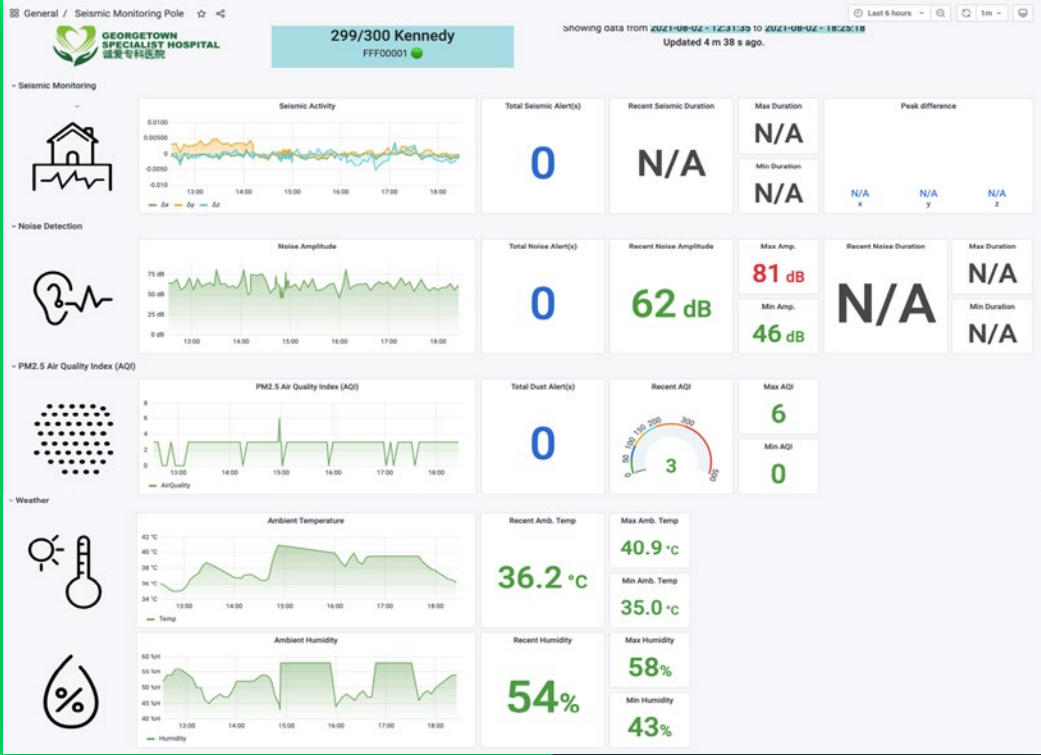 General / Seismic Monitoring Pole
Last 6 hours
1m
GEORGETOWN
SPECIALIST HOSPITAL
诚爱专科医院
299/300 Kennedy
FFF00001
Showing data from 2021-08-02 - 12:31:35 to 2021-08-02 - 18:25:18
Updated 4 m 38 s ago.
Seismic Monitoring
Seismic Activity
0.0100
0.00500
0
-0.0050
-0.010
13:00 14:00 15:00 16:00 17:00 18:00
Δx Δy Δz
Total Seismic Alert(s)
0
Recent Seismic Duration
N/A
Max Duration
N/A
Min Duration
N/A
Peak difference
N/A N/A N/A
x y z
Noise Detection
Noise Amplitude
75 dB
50 dB
25 dB
0 dB
13:00 14:00 15:00 16:00 17:00 18:00
Total Noise Alert(s)
0
Recent Noise Amplitude
62 dB
Max Amp.
81 dB
Min Amp.
46 dB
Recent Noise Duration
N/A
Max Duration
N/A
Min Duration
N/A
PM2.5 Air Quality Index (AQI)
PM2.5 Air Quality Index (AQI)
8
6
4
2
0
13:00 14:00 15:00 16:00 17:00 18:00
AirQuality
Total Dust Alert(s)
0
Recent AQI
0 50 100 150 200 300 500
3
Max AQI
6
Min AQI
0
Weather
Ambient Temperature
42 °C
40 °C
38 °C
36 °C
34 °C
13:00 14:00 15:00 16:00 17:00 18:00
Temp
Recent Amb. Temp
36.2 °C
Max Amb. Temp
40.9 °C
Min Amb. Temp
35.0 °C
Ambient Humidity
60 %H
55 %H
50 %H
45 %H
40 %H
13:00 14:00 15:00 16:00 17:00 18:00
Humidity
%
Recent Humidity
54%
Max Humidity
58%
Min Humidity
43%